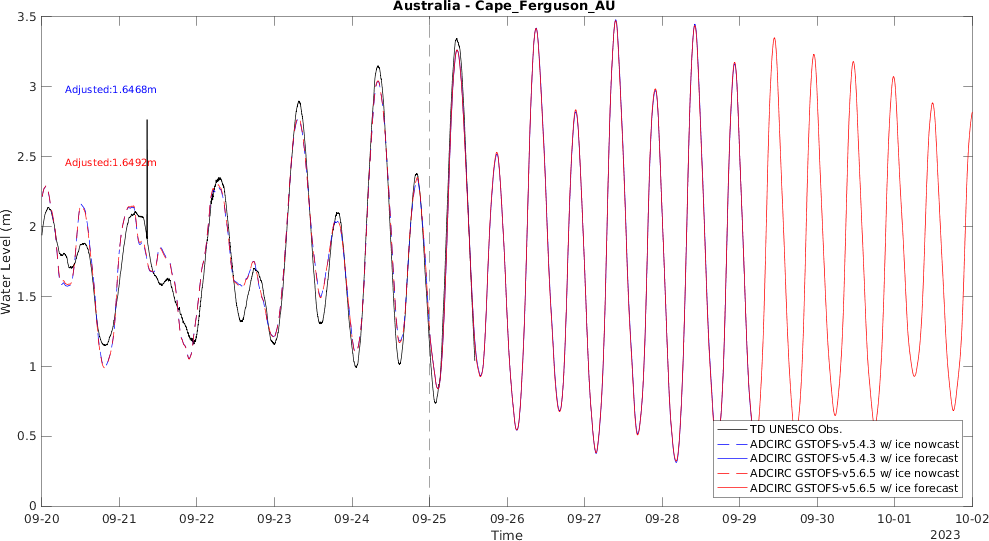 Australia - Cape_Ferguson_AU
3.5
3
2.5
2
1.5
1
0.5
0
Water Level (m)
Adjusted:1.6468m
Adjusted:1.6492m
TD UNESCO Obs.
ADCIRC GSTOFS-v5.4.3 w/ ice nowcast
ADCIRC GSTOFS-v5.4.3 w/ ice forecast
ADCIRC GSTOFS-v5.6.5 w/ ice nowcast
ADCIRC GSTOFS-v5.6.5 w/ ice forecast
09-20 09-21 09-22 09-23 09-24 09-25 09-26 09-27 09-28 09-29 09-30 10-01 10-02
Time
2023